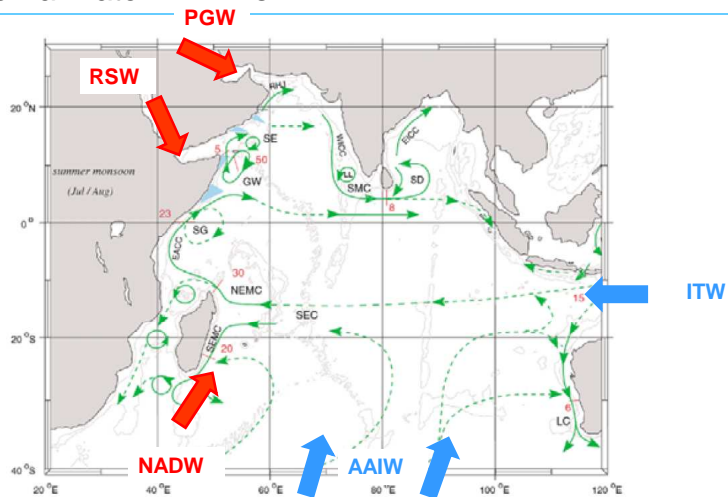 PGW
RSW
RHJ
20°N
SE
5
50
WICC
EICC
summer monsoon
(Jul / Aug)
GW
LL
SMC
SD
8
23
0°
SG
EACC
30
NEMC
15
ITW
SEC
20°S
SEMC
20
6
LC
NADW
AAIW
40°S
20°E
40°E
60°E
80°E
100°E
120°E